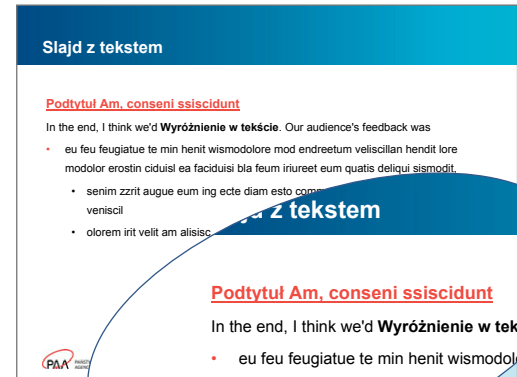 Slajd z tekstem
Podtytuł Am, conseni ssiscidunt
In the end, I think we'd Wyróżnienie w tekście. Our audience's feedback was
• eu feu feugiatue te min henit wismodolore mod endreetum veliscillan hendit lore
modolor erostin ciduisl ea faciduisi bla feum iriureet eum quatis deliqui sismodit,
• senim zzrit augue eum ing ecte diam esto
veniscil
• olorem irit velit am alisisc
z tekstem
Podtytuł Am, conseni ssiscidunt
In the end, I think we'd Wyróżnienie w tek
• eu feu feugiatue te min henit wismodol
PAA